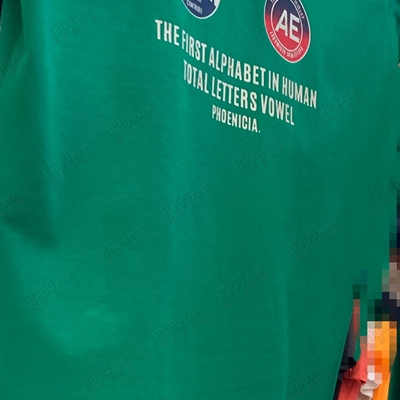 AE
THE FIRST ALPHABET IN HUMAN
TOTAL LETTERS VOWEL
PHOENICIA.